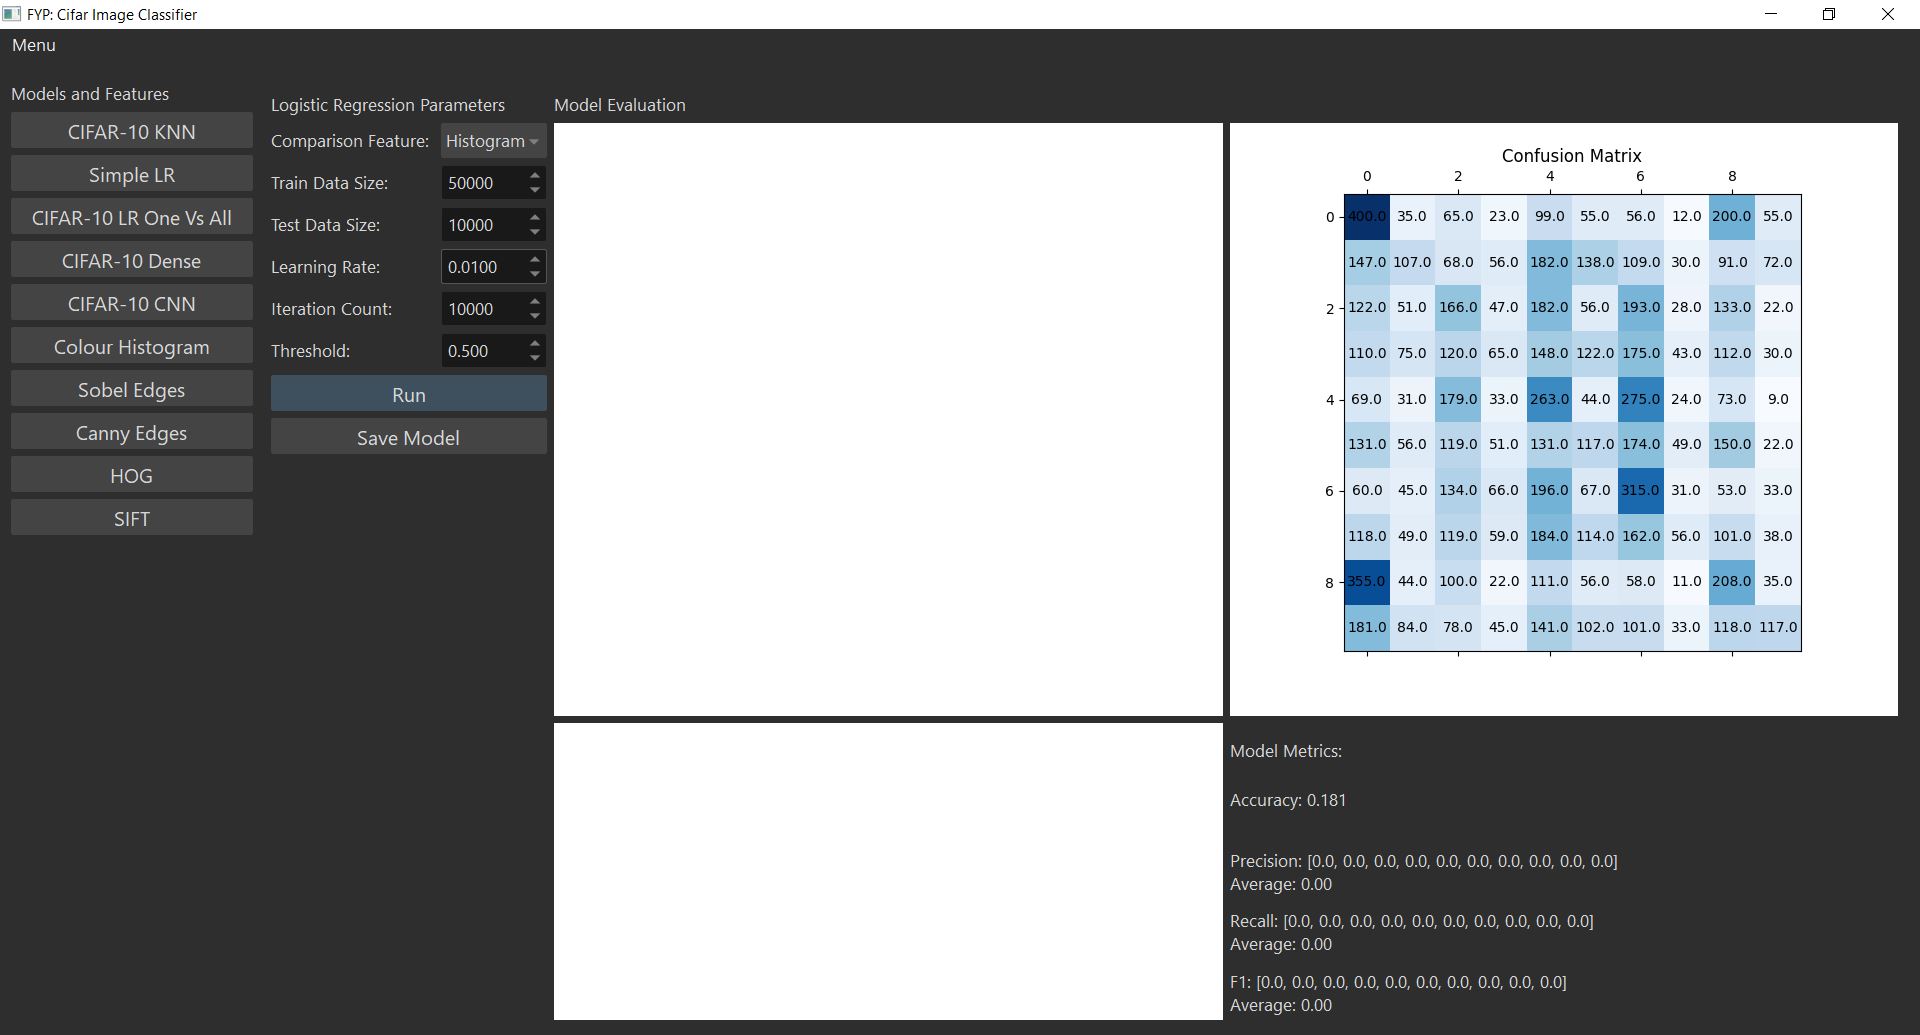 FYP: Cifar Image Classifier
Menu
Models and Features
CIFAR-10 KNN
Simple LR
CIFAR-10 LR One Vs All
CIFAR-10 Dense
CIFAR-10 CNN
Colour Histogram
Sobel Edges
Canny Edges
HOG
SIFT
Logistic Regression Parameters
Comparison Feature: Histogram
Train Data Size: 50000
Test Data Size: 10000
Learning Rate: 0.0100
Iteration Count: 10000
Threshold: 0.500
Run
Save Model
Model Evaluation
Confusion Matrix
0 2 4 6 8
0 400.0 35.0 65.0 23.0 99.0 55.0 56.0 12.0 200.0 55.0
147.0 107.0 68.0 56.0 182.0 138.0 109.0 30.0 91.0 72.0
2 122.0 51.0 166.0 47.0 182.0 56.0 193.0 28.0 133.0 22.0
110.0 75.0 120.0 65.0 148.0 122.0 175.0 43.0 112.0 30.0
4 69.0 31.0 179.0 33.0 263.0 44.0 275.0 24.0 73.0 9.0
131.0 56.0 119.0 51.0 131.0 117.0 174.0 49.0 150.0 22.0
6 60.0 45.0 134.0 66.0 196.0 67.0 315.0 31.0 53.0 33.0
118.0 49.0 119.0 59.0 184.0 114.0 162.0 56.0 101.0 38.0
8 355.0 44.0 100.0 22.0 111.0 56.0 58.0 11.0 208.0 35.0
181.0 84.0 78.0 45.0 141.0 102.0 101.0 33.0 118.0 117.0
Model Metrics:
Accuracy: 0.181
Precision: [0.0, 0.0, 0.0, 0.0, 0.0, 0.0, 0.0, 0.0, 0.0, 0.0]
Average: 0.00
Recall: [0.0, 0.0, 0.0, 0.0, 0.0, 0.0, 0.0, 0.0, 0.0, 0.0]
Average: 0.00
F1: [0.0, 0.0, 0.0, 0.0, 0.0, 0.0, 0.0, 0.0, 0.0, 0.0]
Average: 0.00